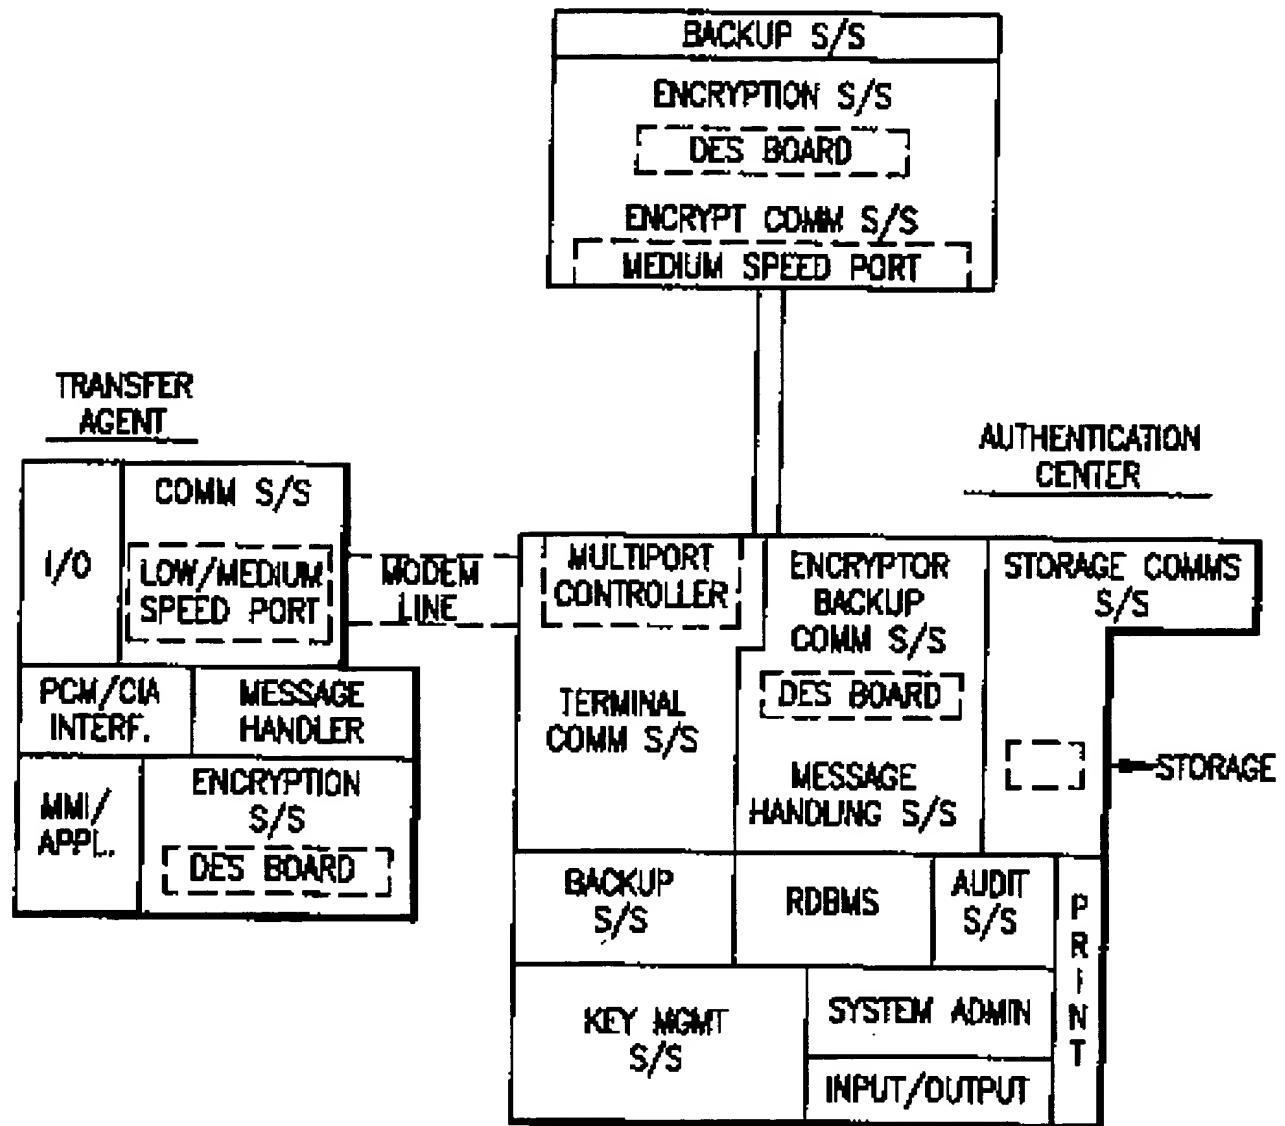 BACKUP S/S
ENCRYPTION S/S
DES BOARD
ENCRYPT COMM S/S
MEDIUM SPEED PORT
TRANSFER
AGENT
I/O
COMM S/S
LOW/MEDIUM
SPEED PORT
PCM/CIA
INTERF.
MESSAGE
HANDLER
MMI/
APPL.
ENCRYPTION
S/S
DES BOARD
MODEM
LINE
AUTHENTICATION
CENTER
MULTIPORT
CONTROLLER
TERMINAL
COMM S/S
ENCRYPTOR
BACKUP
COMM S/S
DES BOARD
MESSAGE
HANDLING S/S
STORAGE COMMS
S/S
STORAGE
BACKUP
S/S
RDBMS
AUDIT
S/S
PRINT
KEY MGMT
S/S
SYSTEM ADMIN
INPUT/OUTPUT